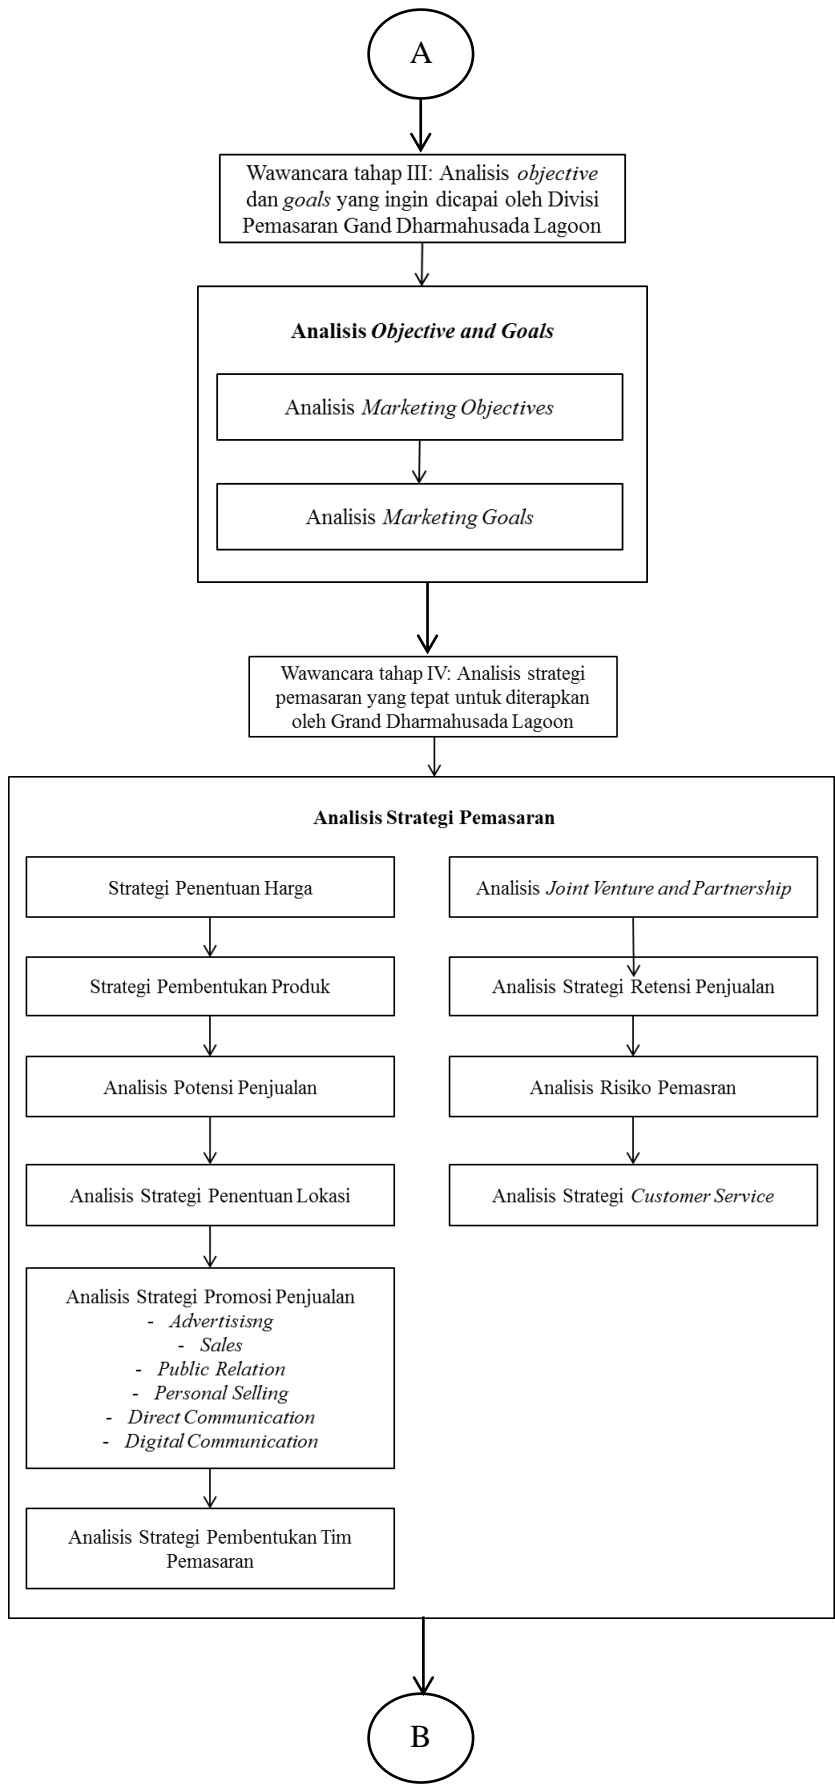 A
Wawancara tahap III: Analisis objective
dan goals yang ingin dicapai oleh Divisi
Pemasaran Gand Dharmahusada Lagoon
Analisis Objective and Goals
Analisis Marketing Objectives
Analisis Marketing Goals
Wawancara tahap IV: Analisis strategi
pemasaran yang tepat untuk diterapkan
oleh Grand Dharmahusada Lagoon
Analisis Strategi Pemasaran
Strategi Penentuan Harga
Strategi Pembentukan Produk
Analisis Potensi Penjualan
Analisis Strategi Penentuan Lokasi
Analisis Strategi Promosi Penjualan
- Advertisisng
- Sales
- Public Relation
- Personal Selling
- Direct Communication
- Digital Communication
Analisis Strategi Pembentukan Tim
Pemasaran
Analisis Joint Venture and Partnership
Analisis Strategi Retensi Penjualan
Analisis Risiko Pemasran
Analisis Strategi Customer Service
B